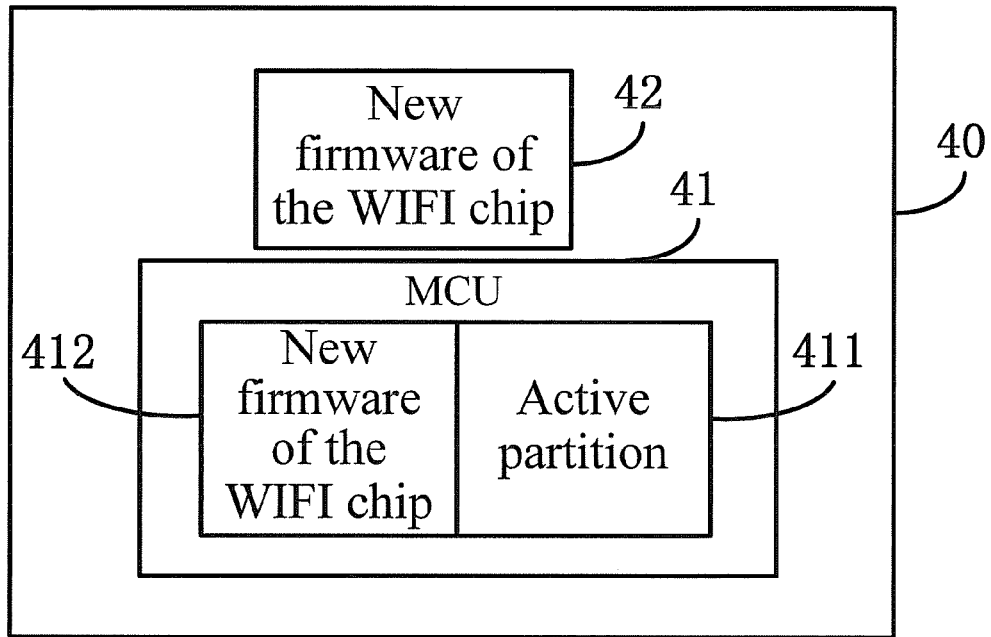 New
firmware of
the WIFI chip
42
40
41
MCU
412
New
firmware
of the
WIFI chip
Active
partition
411